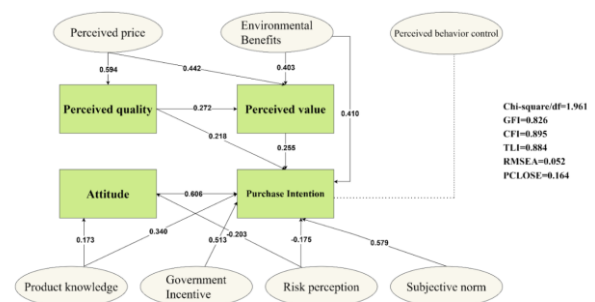 Perceived price
Environmental
Benefits
Perceived behavior control
0.594
0.442
0.403
0.410
Perceived quality
0.272
Perceived value
0.218
0.255
Chi-square/df=1.961
GFI=0.826
CFI=0.895
TLI=0.884
RMSEA=0.052
PCLOSE=0.164
Attitude
0.606
Purchase Intention
0.173
0.340
0.513
-0.203
-0.175
0.579
Product knowledge
Government
Incentive
Risk perception
Subjective norm